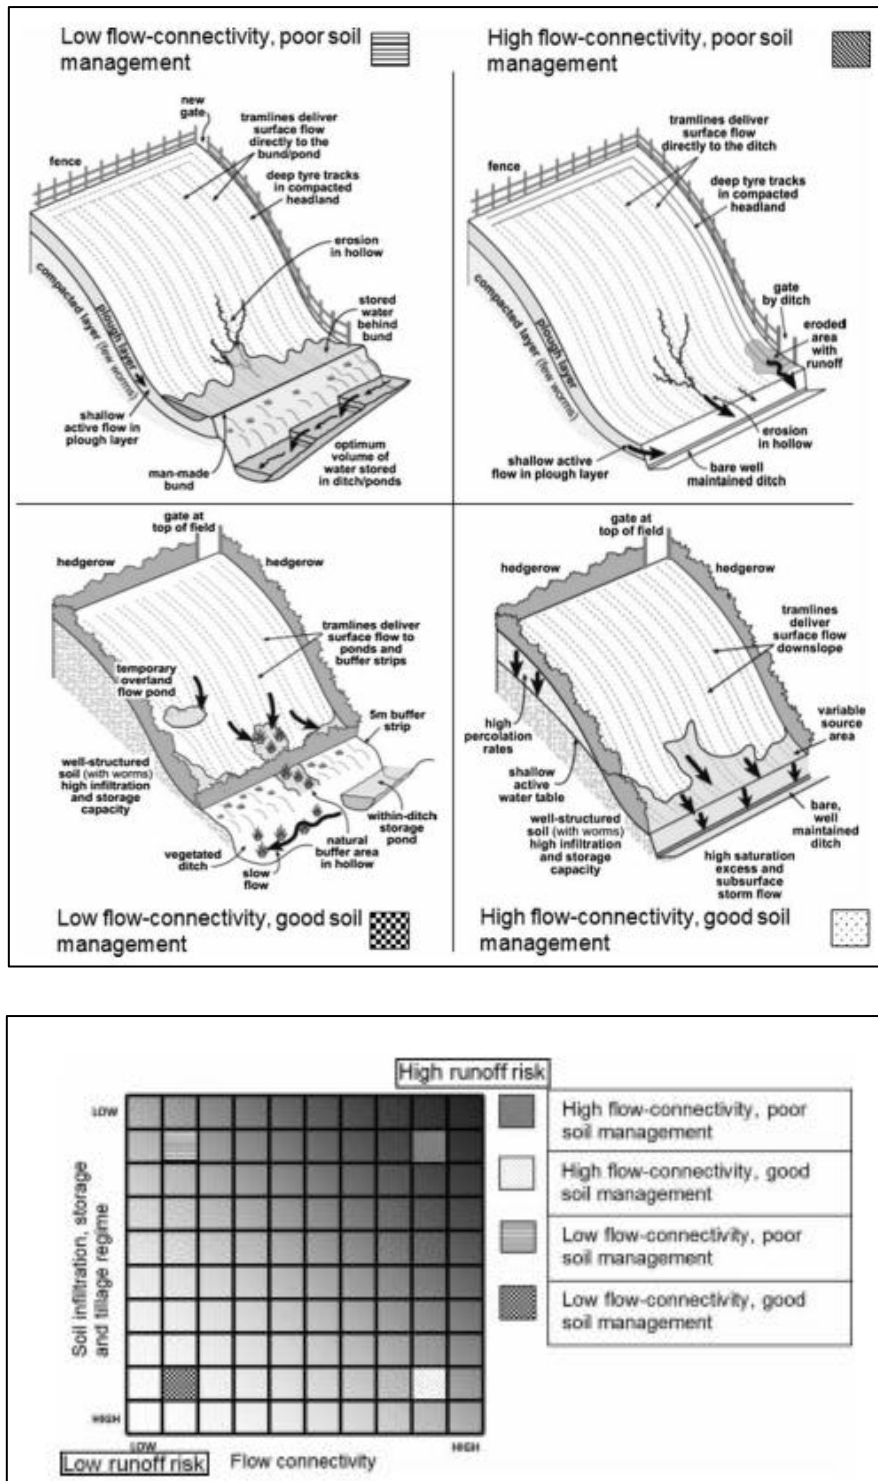 Low flow-connectivity, poor soil
management
High flow-connectivity, poor soil
management
new
gate
tramlines deliver
surface flow
directly to the
bund/pond
fence
deep tyre tracks
in compacted
headland
erosion
in hollow
stored
water
behind
bund
plough layer
compacted layer (few worms)
shallow
active flow in
plough layer
man-made
bund
optimum
volume of
water stored
in ditch/ponds
tramlines deliver
surface flow
directly to the ditch
fence
deep tyre tracks
in compacted
headland
gate
by ditch
eroded
area
with
runoff
plough layer
compacted layer (few worms)
shallow active
flow in plough layer
erosion
in hollow
bare well
maintained ditch
gate at
top of field
hedgerow
hedgerow
tramlines deliver
surface flow to
ponds and
buffer strips
temporary
overland
flow pond
5m buffer
strip
well-structured
soil (with worms)
high infiltration
and storage
capacity
within-ditch
storage
pond
vegetated
ditch
slow
flow
natural
buffer area
in hollow
gate at
top of field
hedgerow
hedgerow
tramlines
deliver
surface flow
downslope
high
percolation
rates
variable
source
area
shallow
active
water table
well-structured
soil (with worms)
high infiltration
and storage
capacity
bare,
well
maintained
ditch
high saturation
excess and
subsurface
storm flow
Low flow-connectivity, good soil
management
High flow-connectivity, good soil
management
High runoff risk
LOW
Soil infiltration, storage
and tillage regime
HIGH
LOW
HIGH
Low runoff risk
Flow connectivity
High flow-connectivity, poor
soil management
High flow-connectivity, good
soil management
Low flow-connectivity, poor
soil management
Low flow-connectivity, good
soil management